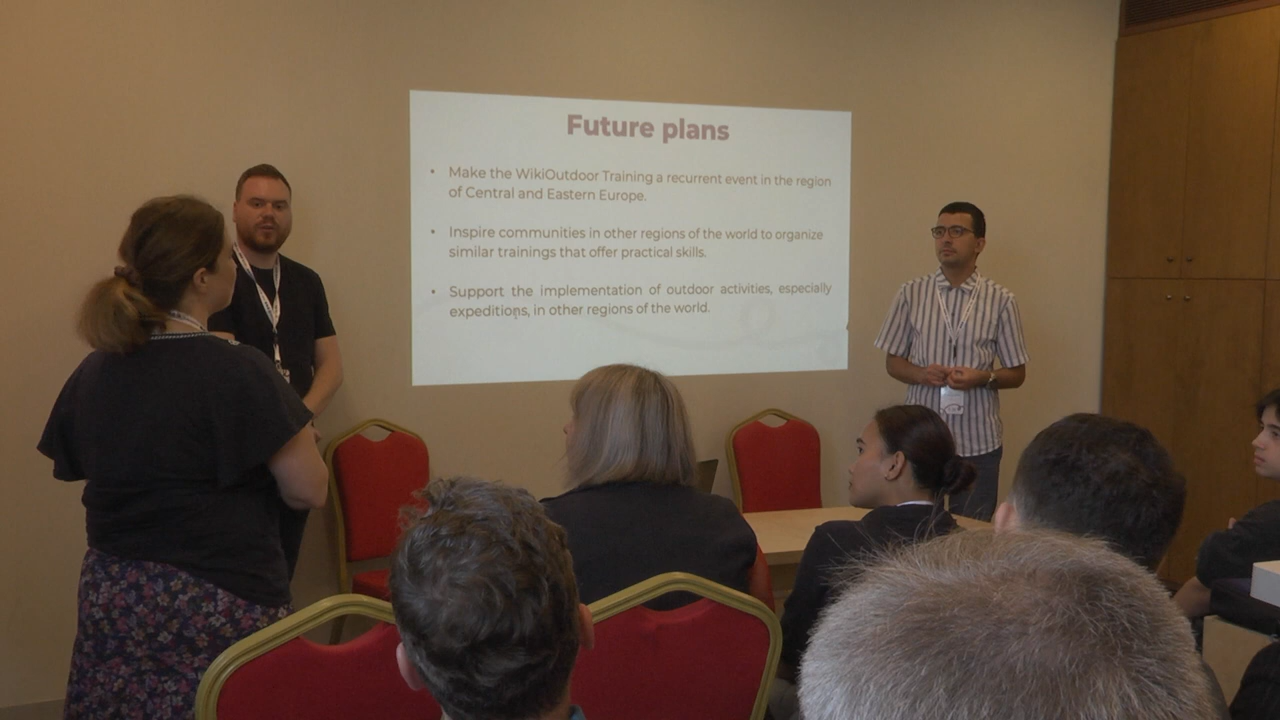 Future plans
• Make the WikiOutdoor Training a recurrent event in the region
of Central and Eastern Europe.
• Inspire communities in other regions of the world to organize
similar trainings that offer practical skills.
• Support the implementation of outdoor activities, especially
expeditions, in other regions of the world.